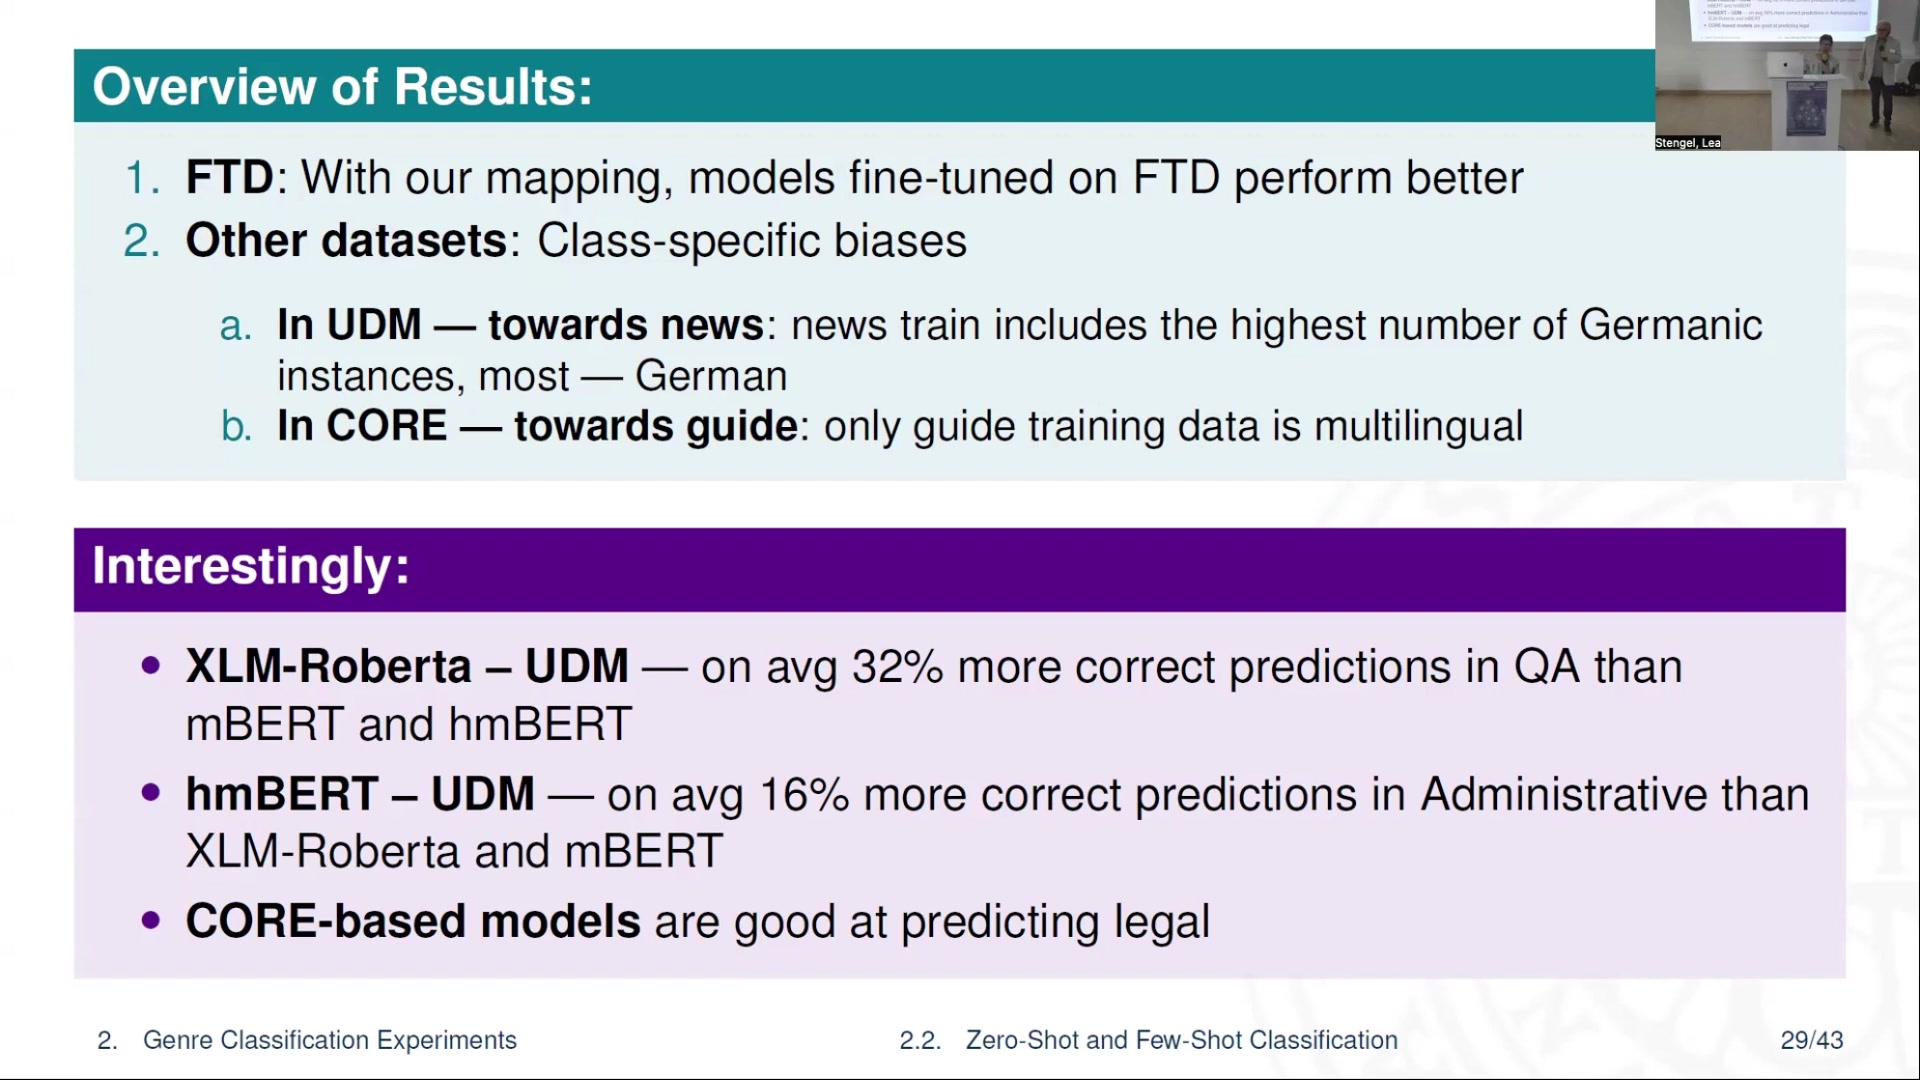 Overview of Results:
1. FTD: With our mapping, models fine-tuned on FTD perform better
2. Other datasets: Class-specific biases
a. In UDM — towards news: news train includes the highest number of Germanic
instances, most — German
b. In CORE — towards guide: only guide training data is multilingual
Interestingly:
• XLM-Roberta – UDM — on avg 32% more correct predictions in QA than
mBERT and hmBERT
• hmBERT – UDM — on avg 16% more correct predictions in Administrative than
XLM-Roberta and mBERT
• CORE-based models are good at predicting legal
2. Genre Classification Experiments
2.2. Zero-Shot and Few-Shot Classification
29/43
Stengel, Lea